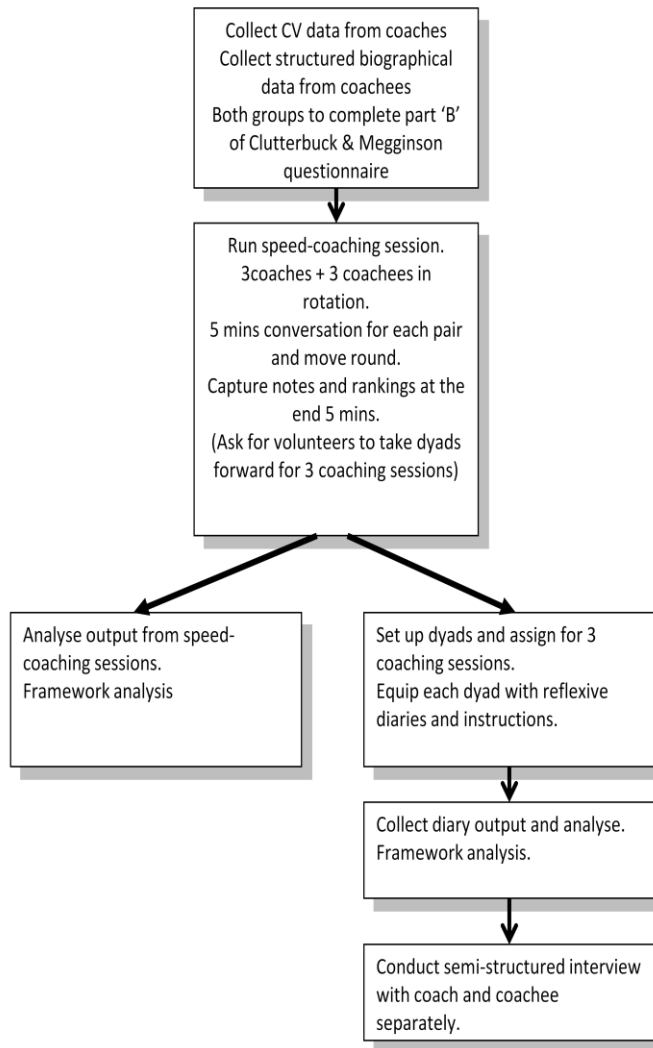 Collect CV data from coaches
Collect structured biographical
data from coachees
Both groups to complete part ‘B’
of Clutterbuck & Megginson
questionnaire
Run speed-coaching session.
3coaches + 3 coachees in
rotation.
5 mins conversation for each pair
and move round.
Capture notes and rankings at the
end 5 mins.
(Ask for volunteers to take dyads
forward for 3 coaching sessions)
Analyse output from speed-
coaching sessions.
Framework analysis
Set up dyads and assign for 3
coaching sessions.
Equip each dyad with reflexive
diaries and instructions.
Collect diary output and analyse.
Framework analysis.
Conduct semi-structured interview
with coach and coachee
separately.